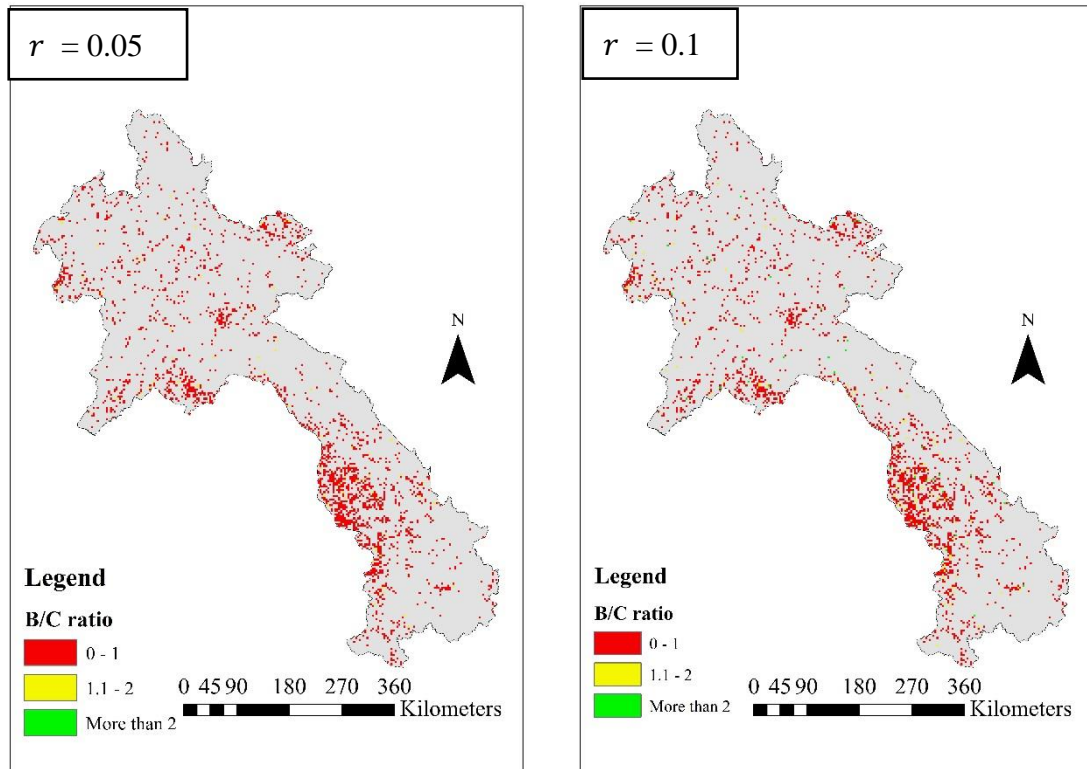 r = 0.05
N
Legend
B/C ratio
0 - 1
1.1 - 2
More than 2
0 45 90 180 270 360
Kilometers
r = 0.1
N
Legend
B/C ratio
0 - 1
1.1 - 2
More than 2
0 45 90 180 270 360
Kilometers